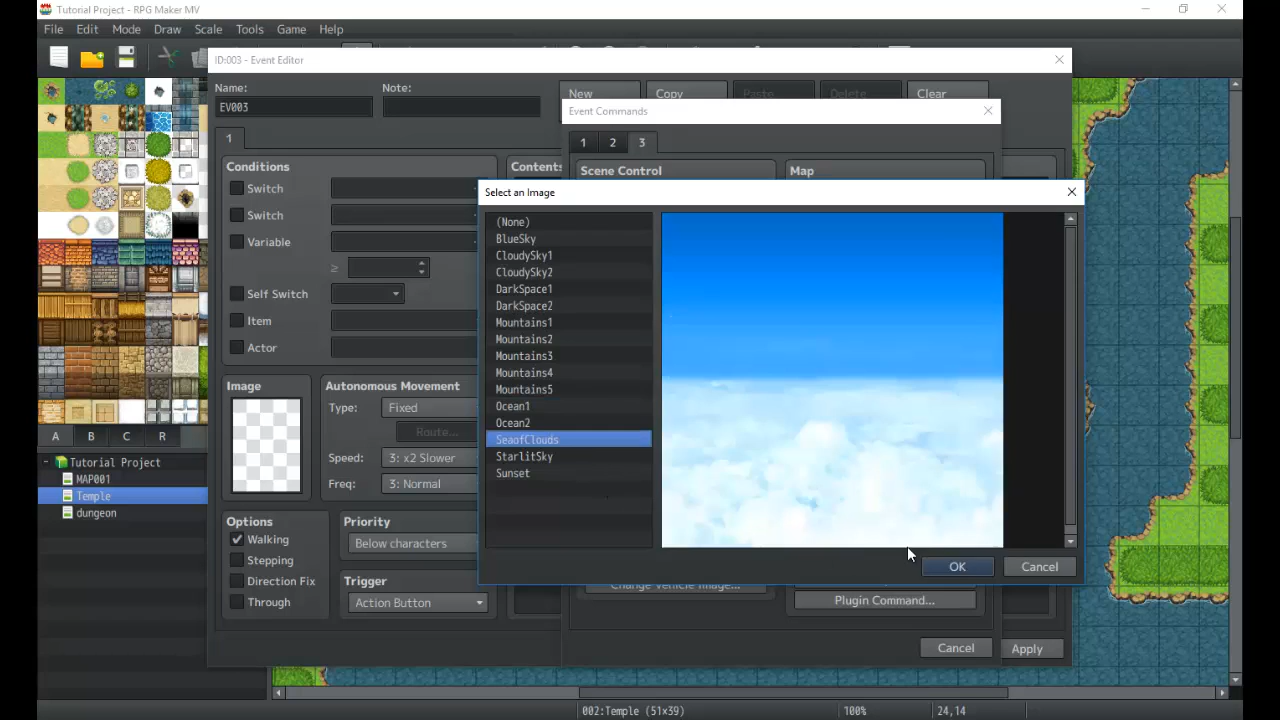 Tutorial Project - RPG Maker MV
File Edit Mode Draw Scale Tools Game Help
ID:003 - Event Editor
Name:
Note:
EV003
New
Copy
Paste
Delete
Clear
Event Commands
1
1 2 3
Conditions
Contents
Scene Control
Map
Switch
Switch
Variable
≥
Self Switch
Item
Actor
Select an Image
(None)
BlueSky
CloudySky1
CloudySky2
DarkSpace1
DarkSpace2
Mountains1
Mountains2
Mountains3
Mountains4
Mountains5
Ocean1
Ocean2
SeaofClouds
StarlitSky
Sunset
OK
Cancel
Image
Autonomous Movement
Type:
Fixed
Route...
Speed:
3: x2 Slower
Freq:
3: Normal
A B C R
Tutorial Project
MAP001
Temple
dungeon
Options
Walking
Stepping
Direction Fix
Through
Priority
Below characters
Trigger
Action Button
Change Vehicle Image...
Plugin Command...
Cancel
Apply
002:Temple (51x39)
100%
24,14